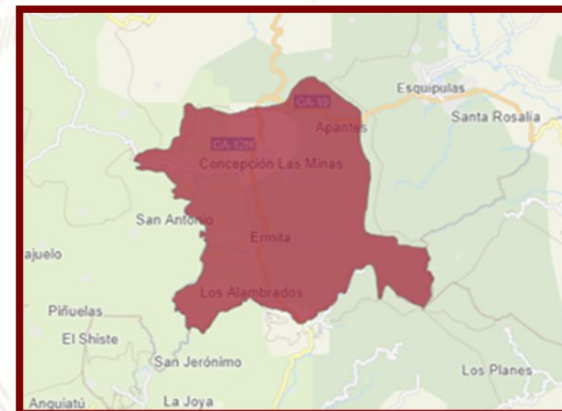 Esquipulas
CA-10
Santa Rosalía
Apantes
CA-12N
Concepción Las Minas
San Antonio
Ermita
ajuelo
Los Alambrados
Piñuelas
El Shiste
San Jerónimo
Los Planes
Anguiatú
La Joya